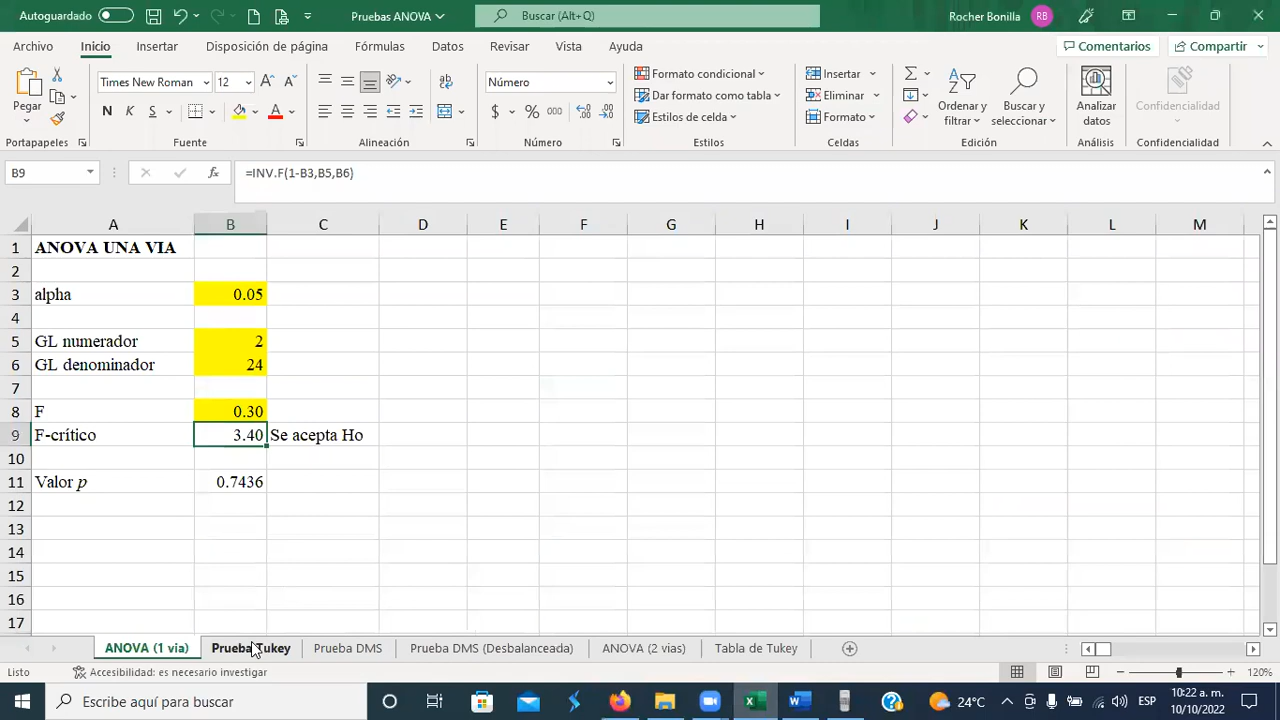 Autoguardado
Pruebas ANOVA
Buscar (Alt+Q)
Rocher Bonilla
RB
Archivo Inicio Insertar Disposición de página Fórmulas Datos Revisar Vista Ayuda
Comentarios
Compartir
Pegar
Times New Roman 12
N K S
Número
$ % 000
Formato condicional
Dar formato como tabla
Estilos de celda
Insertar
Eliminar
Formato
Ordenar y filtrar
Buscar y seleccionar
Analizar datos
Confidencialidad
Portapapeles Fuente Alineación Número Estilos Celdas Análisis Confidencialidad
B9
=INV.F(1-B3,B5,B6)
A B C D E F G H I J K L M
1 ANOVA UNA VIA
2
3 alpha 0.05
4
5 GL numerador 2
6 GL denominador 24
7
8 F 0.30
9 F-crítico 3.40 Se acepta Ho
10
11 Valor p 0.7436
12
13
14
15
16
17
ANOVA (1 via) Prueba Tukey Prueba DMS Prueba DMS (Desbalanceada) ANOVA (2 vias) Tabla de Tukey
Listo
Accesibilidad: es necesario investigar
120%
Escribe aquí para buscar
24°C
ESP
10:22 a. m.
10/10/2022